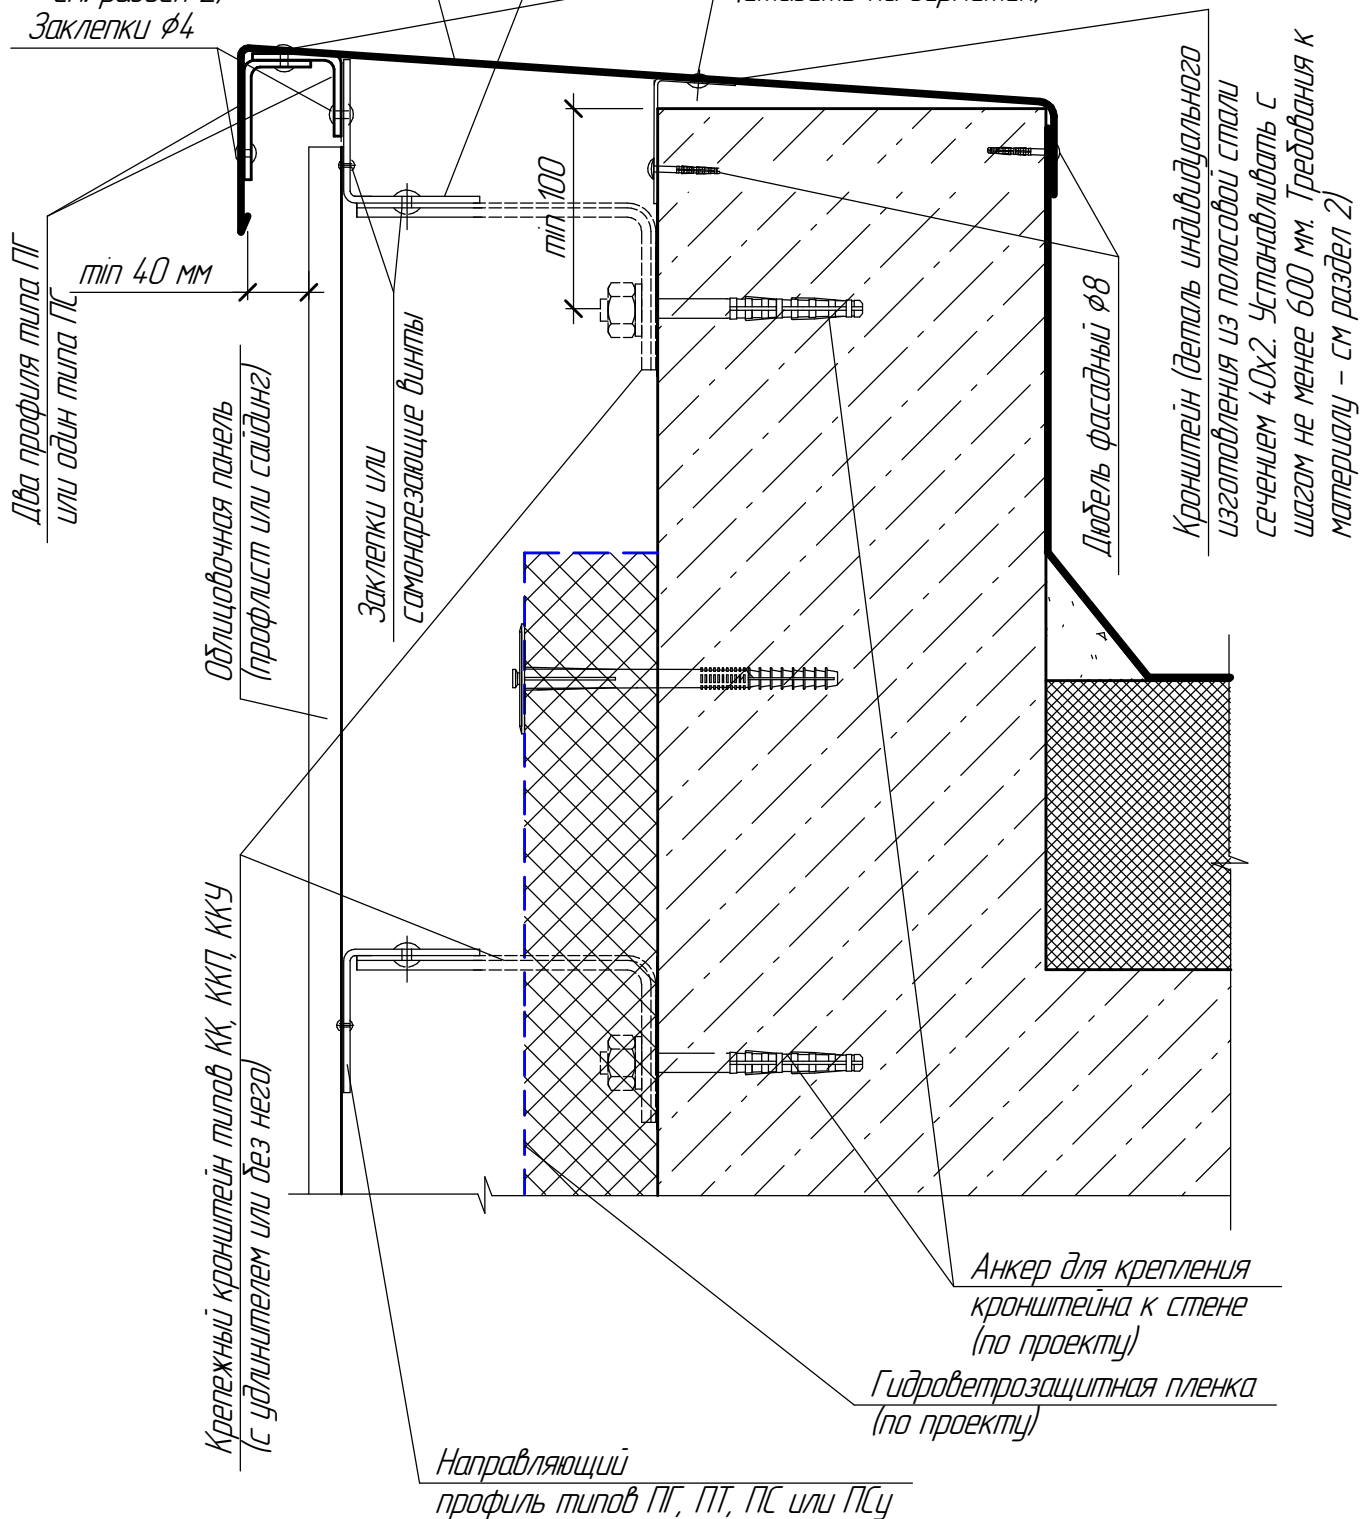 Заклепки ϕ4
Два профиля типа ПГ
или один типа ПС
min 40 мм
min 100
Облицовочная панель
(профлист или сайдинг)
Заклепки или
самонарезающие винты
Дюбель фасадный ϕ8
Кронштейн (деталь индивидуального
изготовления из полосовой стали
сечением 40х2. Устанавливать с
шагом не менее 600 мм. Требования к
материалу - см раздел 2)
Крепежный кронштейн типов КК, ККП, ККУ
(с удлинителем или без него)
Анкер для крепления
кронштейна к стене
(по проекту)
Гидроветрозащитная пленка
(по проекту)
Направляющий
профиль типов ПГ, ПТ, ПС или ПСу